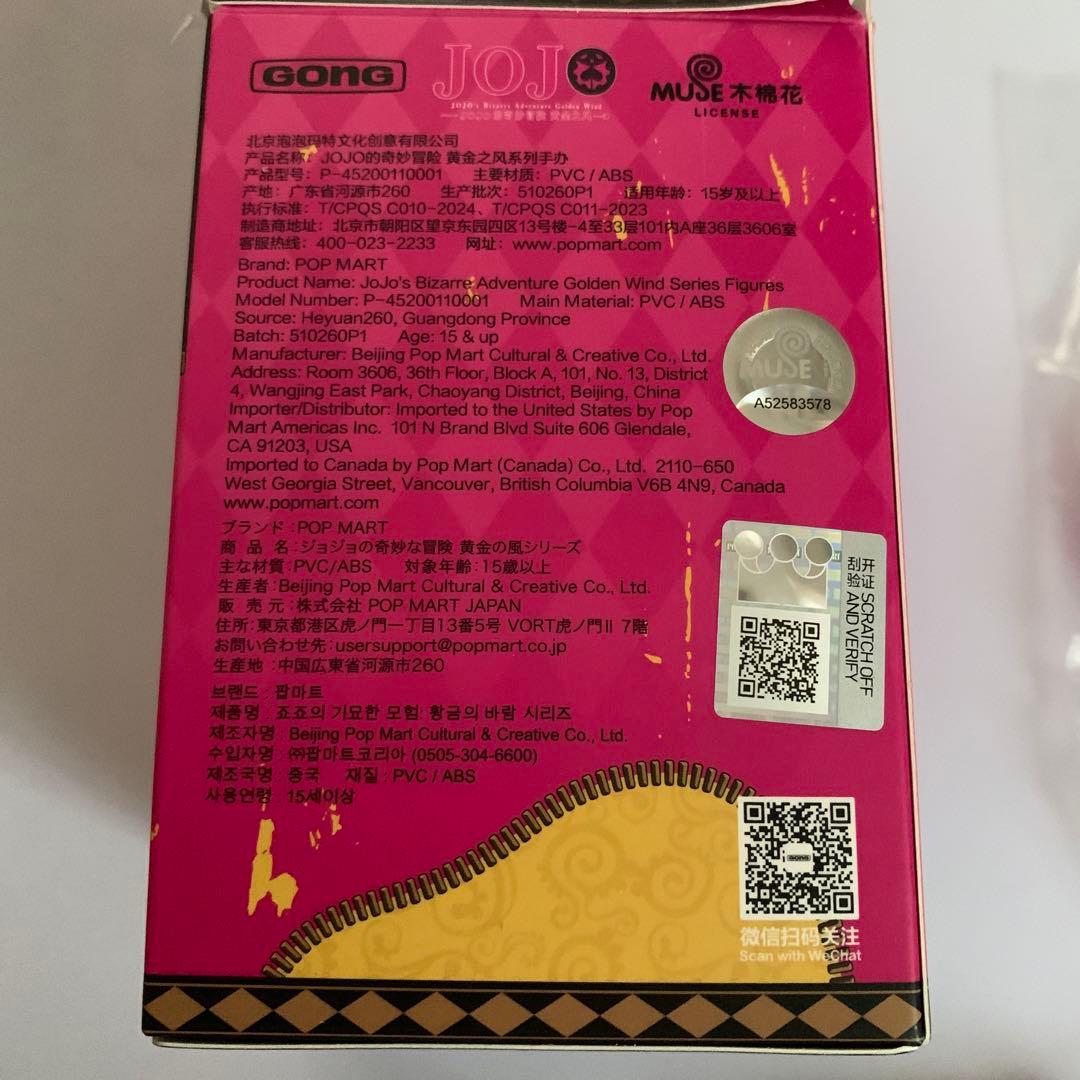 GONG
JOJO
JOJO's Bizarre Adventure Golden Wind
MUSE 木棉花
LICENSE
北京泡泡玛特文化创意有限公司
产品名称：JOJO的奇妙冒险 黄金之风系列手办
产品型号：P-45200110001 主要材质：PVC / ABS
产地：广东省河源市260 生产批次：510260P1 适用年龄：15岁及以上
执行标准：T/CPQS C010-2024、T/CPQS C011-2023
制造商地址：北京市朝阳区望京东园四区13号楼-4至33层101内A座36层3606室
客服热线：400-023-2233 网址：www.popmart.com
Brand: POP MART
Product Name: JoJo's Bizarre Adventure Golden Wind Series Figures
Model Number: P-45200110001 Main Material: PVC / ABS
Source: Heyuan260, Guangdong Province
Batch: 510260P1 Age: 15 & up
Manufacturer: Beijing Pop Mart Cultural & Creative Co., Ltd.
Address: Room 3606, 36th Floor, Block A, 101, No. 13, District
4, Wangjing East Park, Chaoyang District, Beijing, China
Importer/Distributor: Imported to the United States by Pop
Mart Americas Inc. 101 N Brand Blvd Suite 606 Glendale,
CA 91203, USA
Imported to Canada by Pop Mart (Canada) Co., Ltd. 2110-650
West Georgia Street, Vancouver, British Columbia V6B 4N9, Canada
www.popmart.com
MUSE
A52583578
ブランド：POP MART
商品名：ジョジョの奇妙な冒険 黄金の風シリーズ
主な材質：PVC/ABS 対象年齢：15歳以上
生産者：Beijing Pop Mart Cultural & Creative Co., Ltd.
販売元：株式会社 POP MART JAPAN
住所：東京都港区虎ノ門一丁目13番5号 VORT虎ノ門II 7階
お問い合わせ先：usersupport@popmart.co.jp
生産地：中国広東省河源市260
刮开验证 SCRATCH OFF AND VERIFY
브랜드 : 팝마트
제품명 : 죠죠의 기묘한 모험: 황금의 바람 시리즈
제조자명 : Beijing Pop Mart Cultural & Creative Co., Ltd.
수입자명 : ㈜팝마트코리아 (0505-304-6600)
제조국명 : 중국 재질 : PVC / ABS
사용연령 : 15세이상
GONG
微信扫码关注
Scan with WeChat